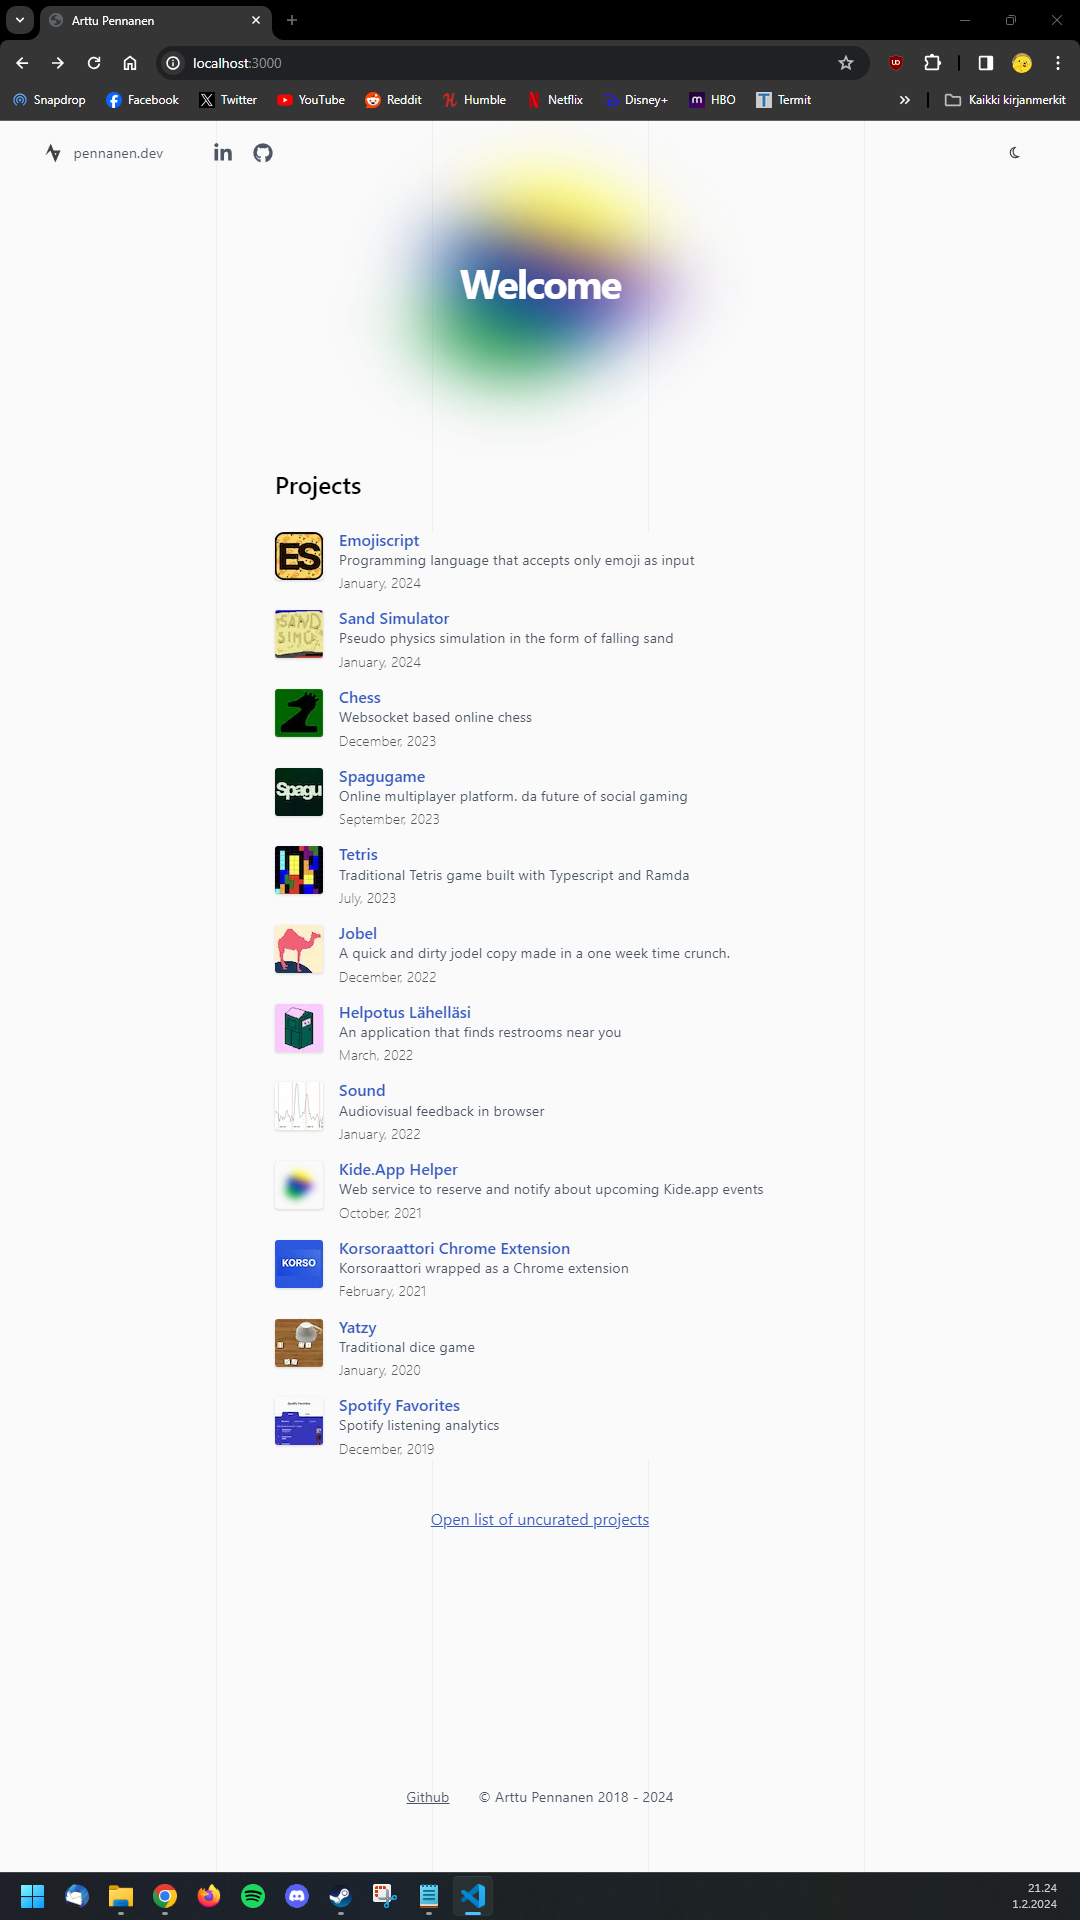 Arttu Pennanen
localhost:3000
Snapdrop Facebook Twitter YouTube Reddit Humble Netflix Disney+ HBO Termit Kaikki kirjanmerkit
pennanen.dev
Welcome
Projects
ES
Emojiscript
Programming language that accepts only emoji as input
January, 2024
SAND
Sand Simulator
Pseudo physics simulation in the form of falling sand
January, 2024
Chess
Websocket based online chess
December, 2023
Spagu
Spagugame
Online multiplayer platform. da future of social gaming
September, 2023
Tetris
Traditional Tetris game built with Typescript and Ramda
July, 2023
Jobel
A quick and dirty jodel copy made in a one week time crunch.
December, 2022
Helpotus Lähelläsi
An application that finds restrooms near you
March, 2022
Sound
Audiovisual feedback in browser
January, 2022
Kide.App Helper
Web service to reserve and notify about upcoming Kide.app events
October, 2021
KORSO
Korsoraattori Chrome Extension
Korsoraattori wrapped as a Chrome extension
February, 2021
Yatzy
Traditional dice game
January, 2020
Spotify Favorites
Spotify listening analytics
December, 2019
Open list of uncurated projects
Github © Arttu Pennanen 2018 - 2024
21.24
1.2.2024